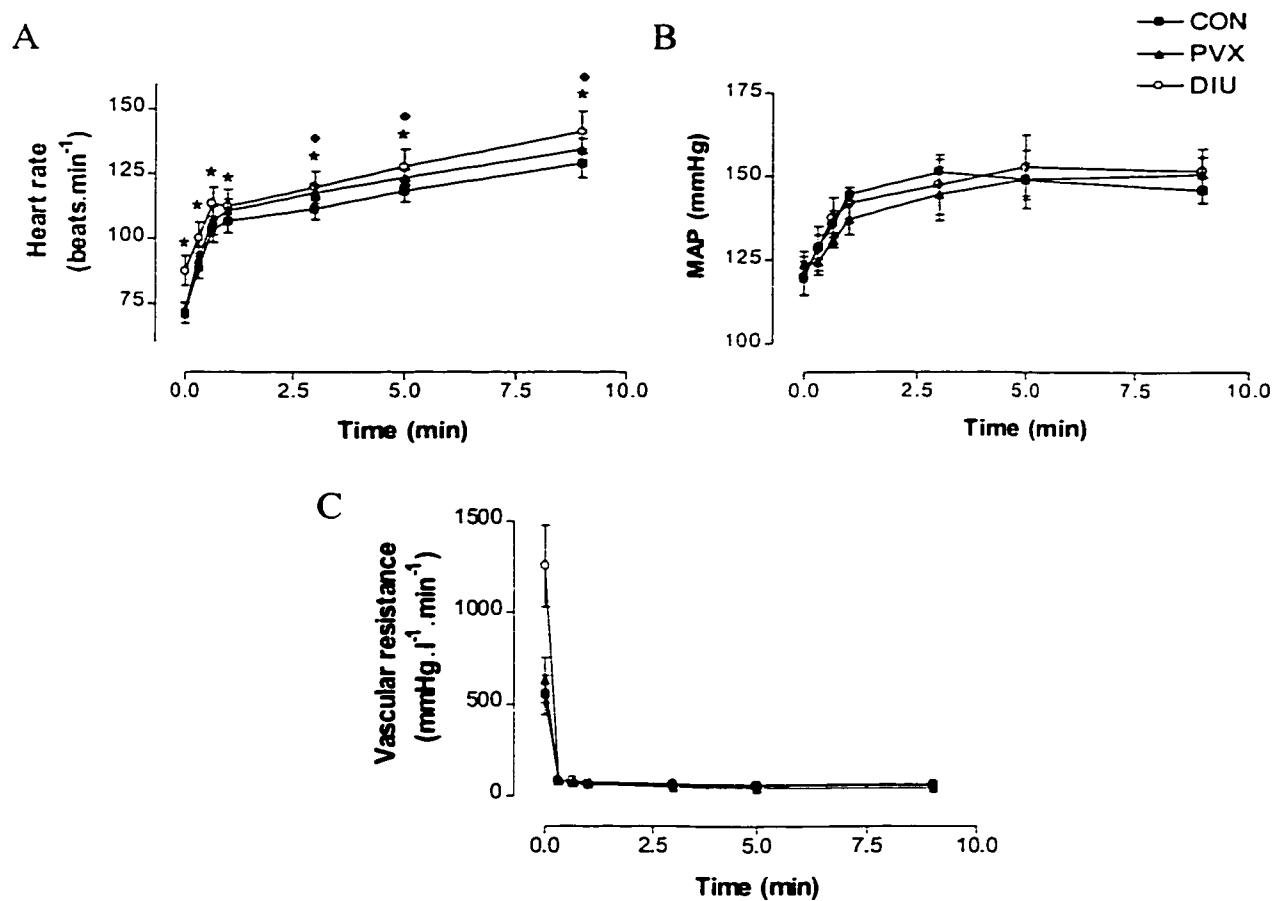 A
Heart rate
(beats.min⁻¹)
150
125
100
75
0.0 2.5 5.0 7.5 10.0
Time (min)
B
CON
PVX
DIU
MAP (mmHg)
175
150
125
100
0.0 2.5 5.0 7.5 10.0
Time (min)
C
Vascular resistance
(mmHg.l⁻¹.min⁻¹)
1500
1000
500
0
0.0 2.5 5.0 7.5 10.0
Time (min)